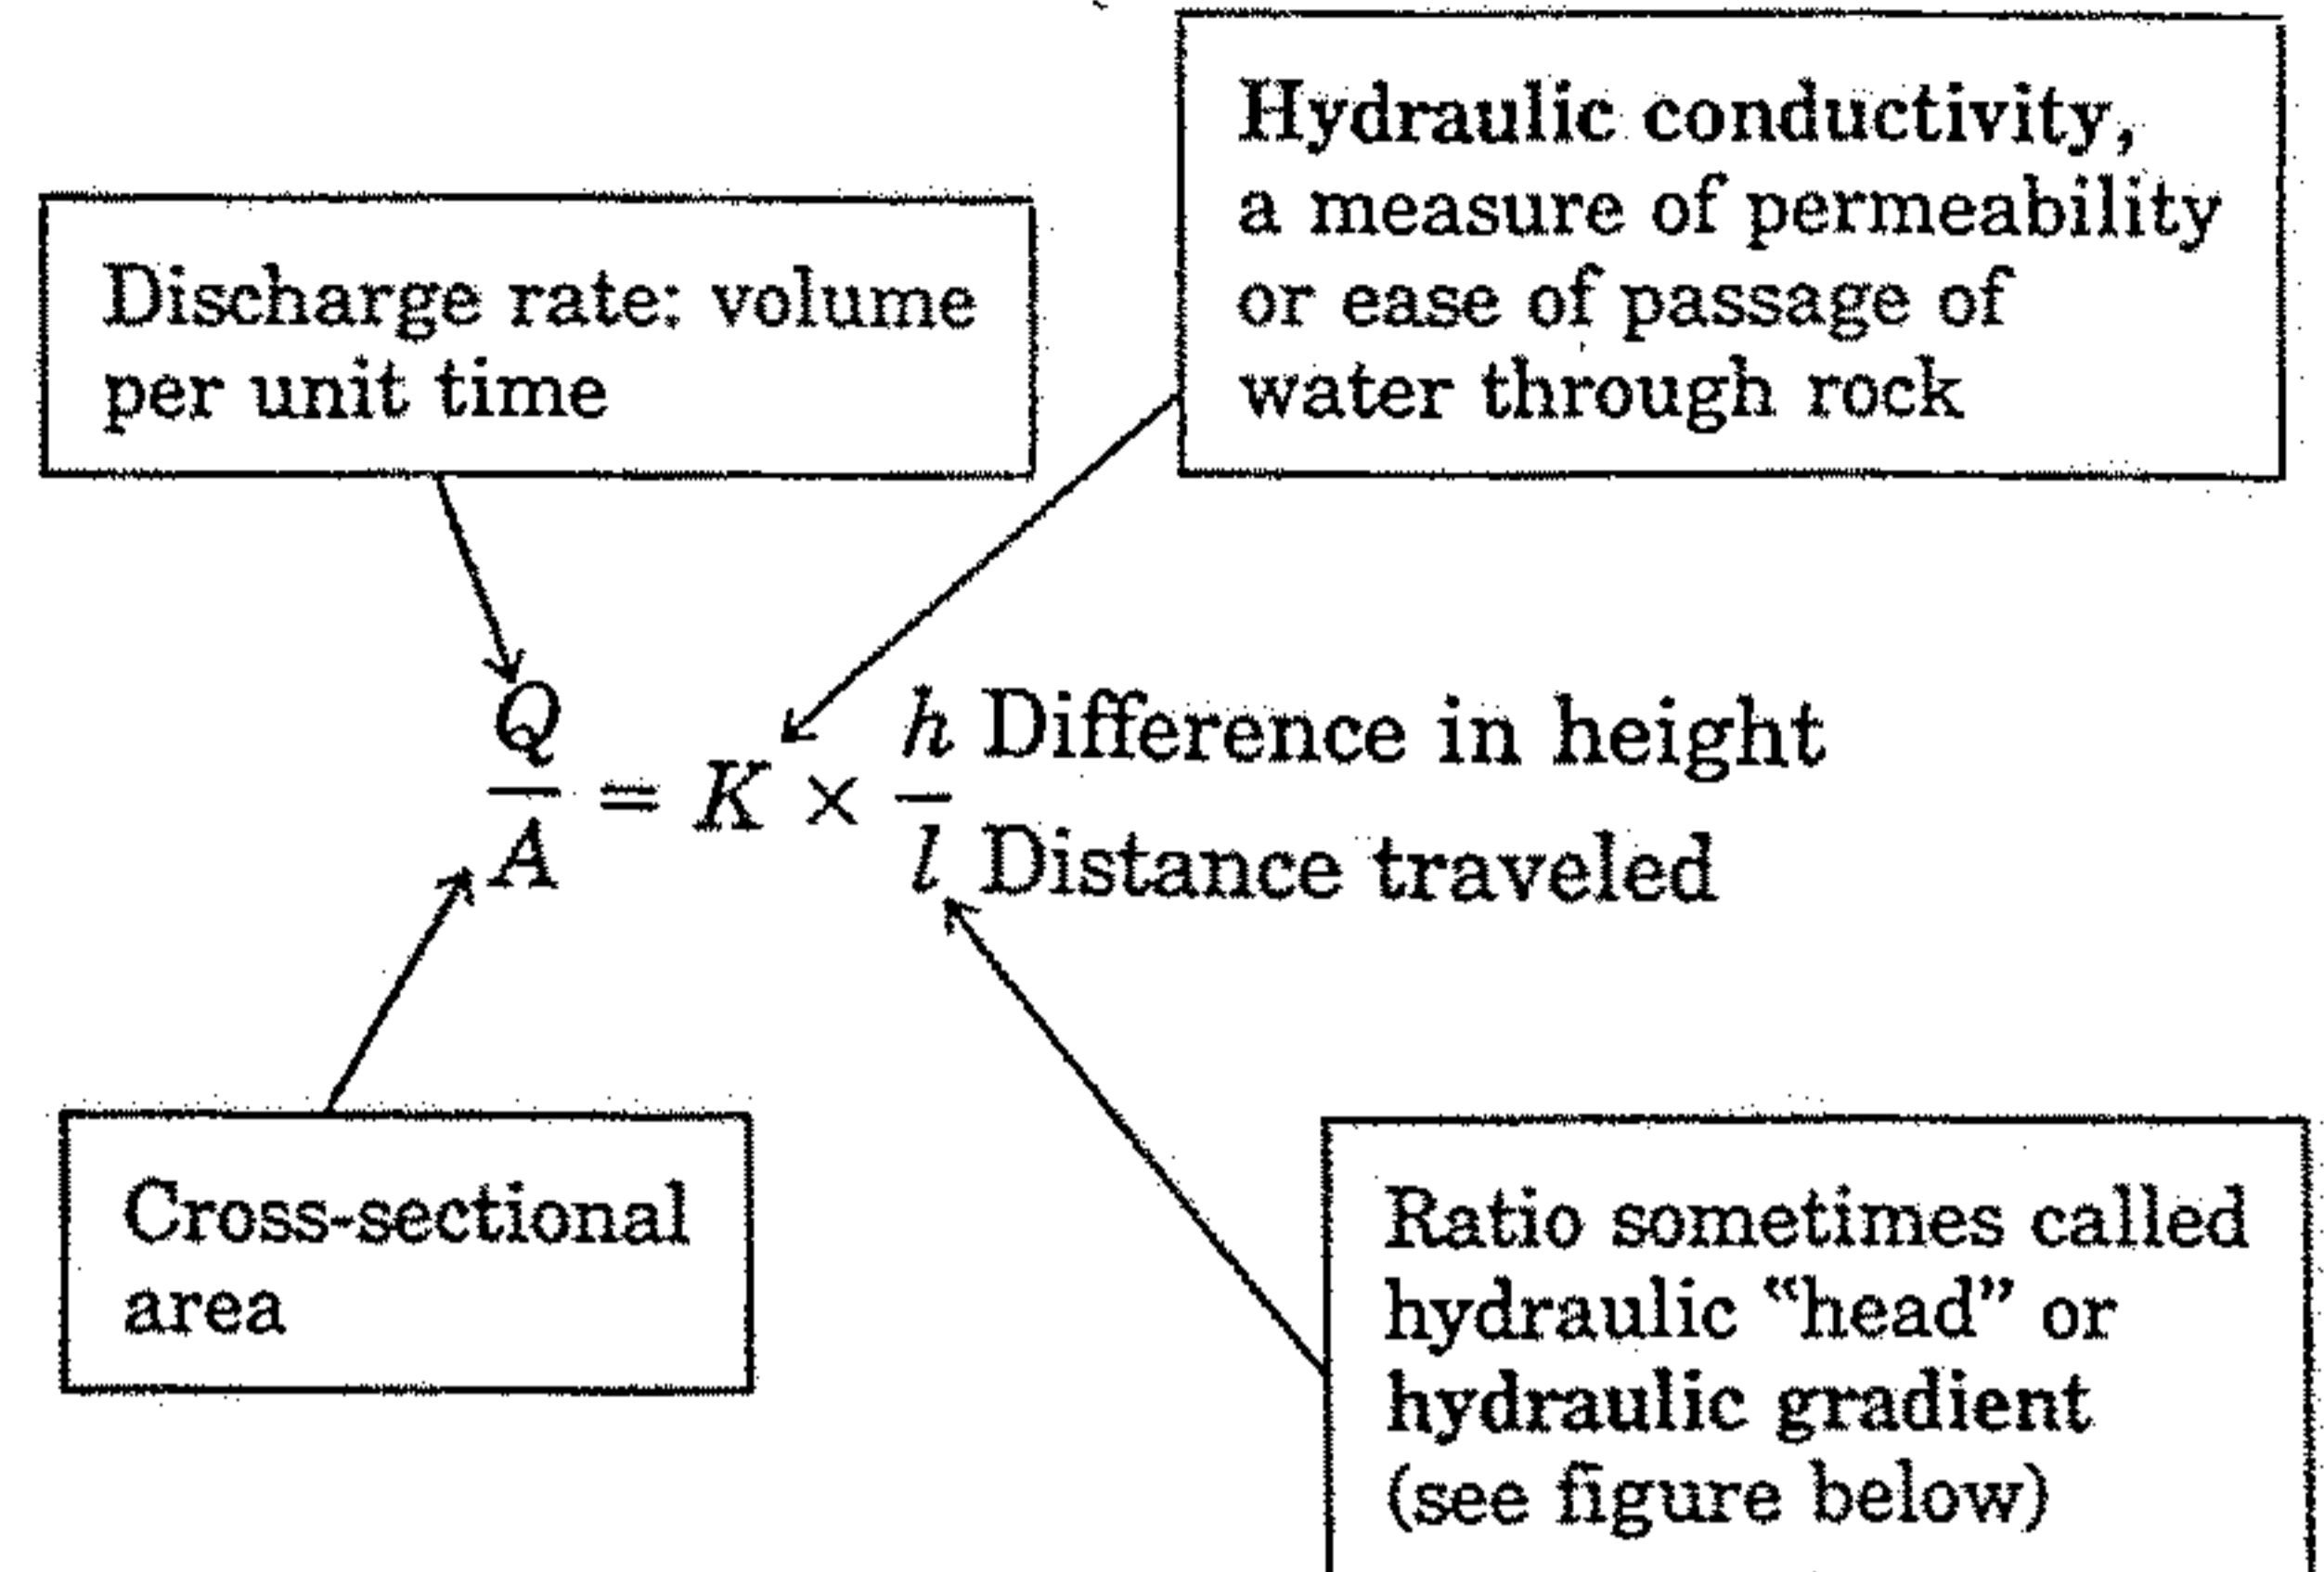 Discharge rate: volume
per unit time
Hydraulic conductivity,
a measure of permeability
or ease of passage of
water through rock
Q/A = K × h/l
Difference in height
Distance traveled
Cross-sectional
area
Ratio sometimes called
hydraulic “head” or
hydraulic gradient
(see figure below)